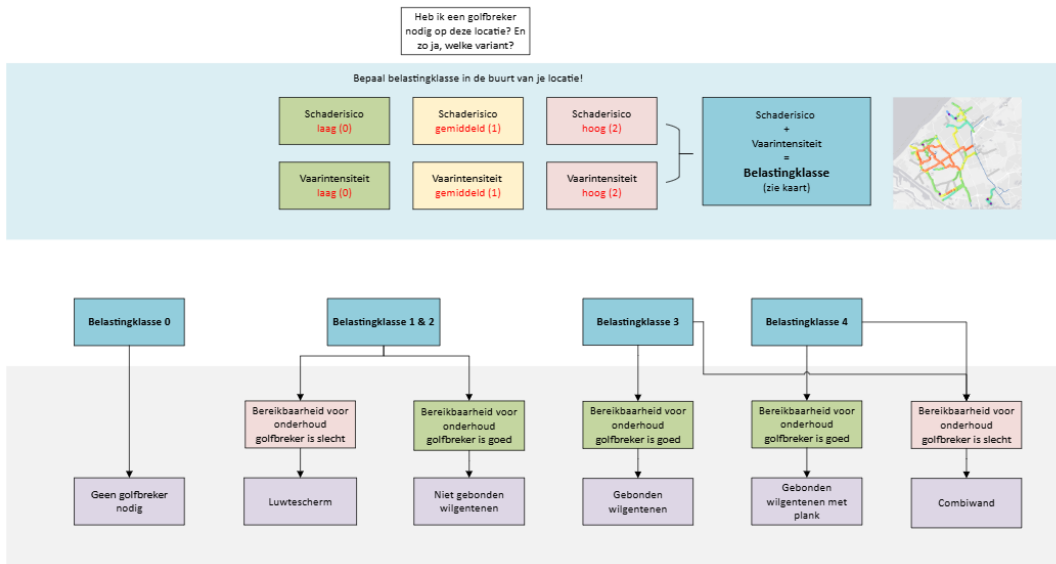 Heb ik een golfbreker
nodig op deze locatie? En
zo ja, welke variant?
Bepaal belastingklasse in de buurt van je locatie!
Schaderisico
laag (0)
Schaderisico
gemiddeld (1)
Schaderisico
hoog (2)
Vaarintensiteit
laag (0)
Vaarintensiteit
gemiddeld (1)
Vaarintensiteit
hoog (2)
Schaderisico
+
Vaarintensiteit
=
Belastingklasse
(zie kaart)
Belastingklasse 0
Belastingklasse 1 & 2
Belastingklasse 3
Belastingklasse 4
Bereikbaarheid voor
onderhoud
golfbreker is slecht
Bereikbaarheid voor
onderhoud
golfbreker is goed
Bereikbaarheid voor
onderhoud
golfbreker is goed
Bereikbaarheid voor
onderhoud
golfbreker is goed
Bereikbaarheid voor
onderhoud
golfbreker is slecht
Geen golfbreker
nodig
Luwtescherm
Niet gebonden
wilgentenen
Gebonden
wilgentenen
Gebonden
wilgentenen met
plank
Combiwand